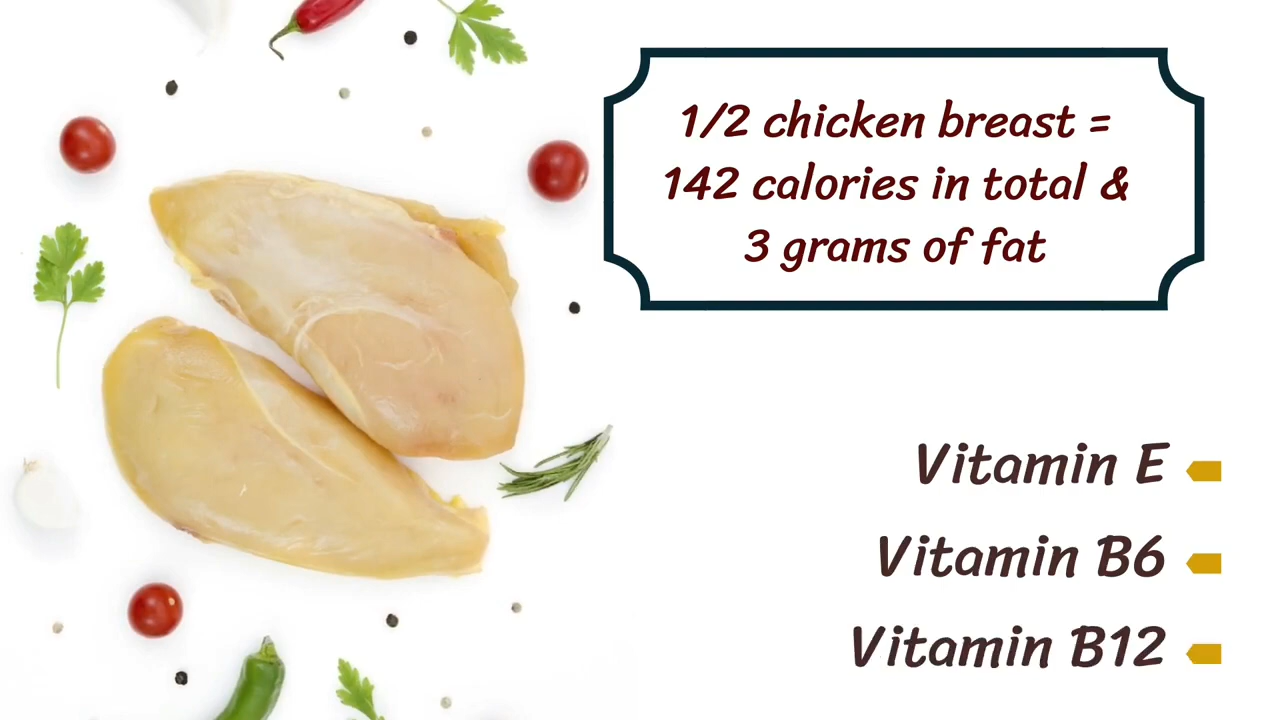 1/2 chicken breast =
142 calories in total &
3 grams of fat
Vitamin E
Vitamin B6
Vitamin B12